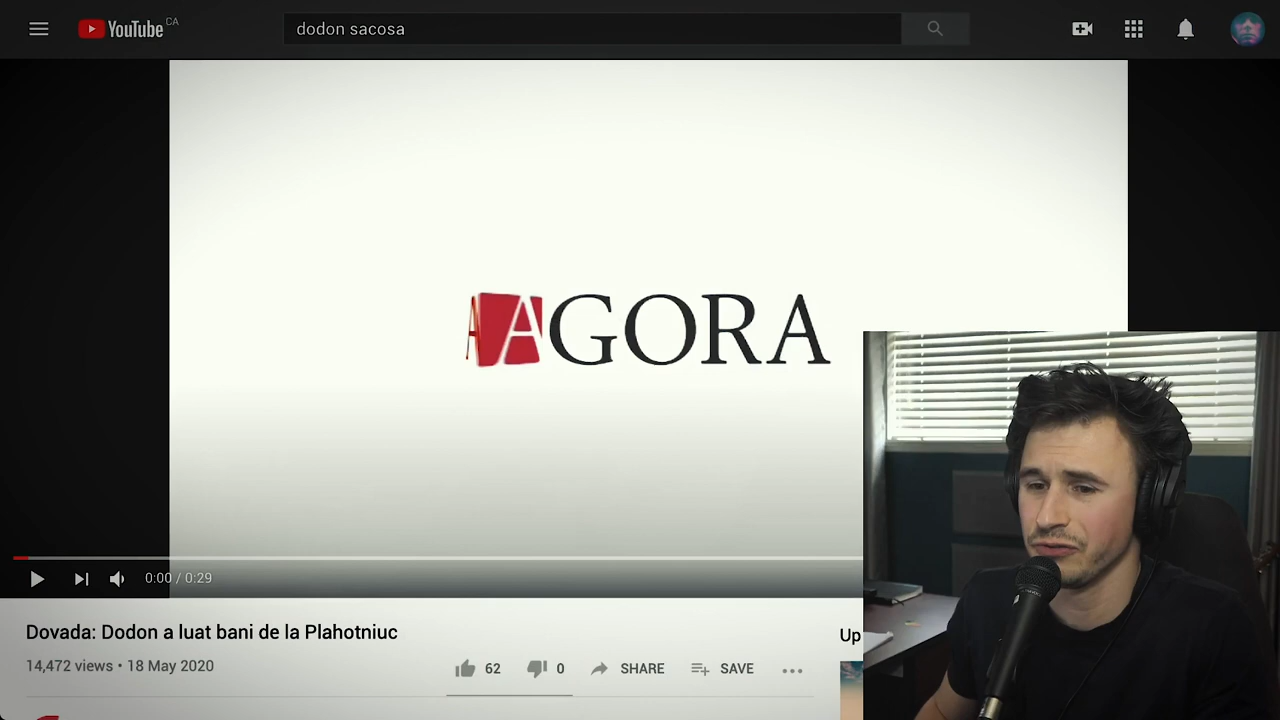 YouTube CA
dodon sacosa
A AGORA
0:00 / 0:29
Dovada: Dodon a luat bani de la Plahotniuc
14,472 views • 18 May 2020
62
0
SHARE
SAVE
Up